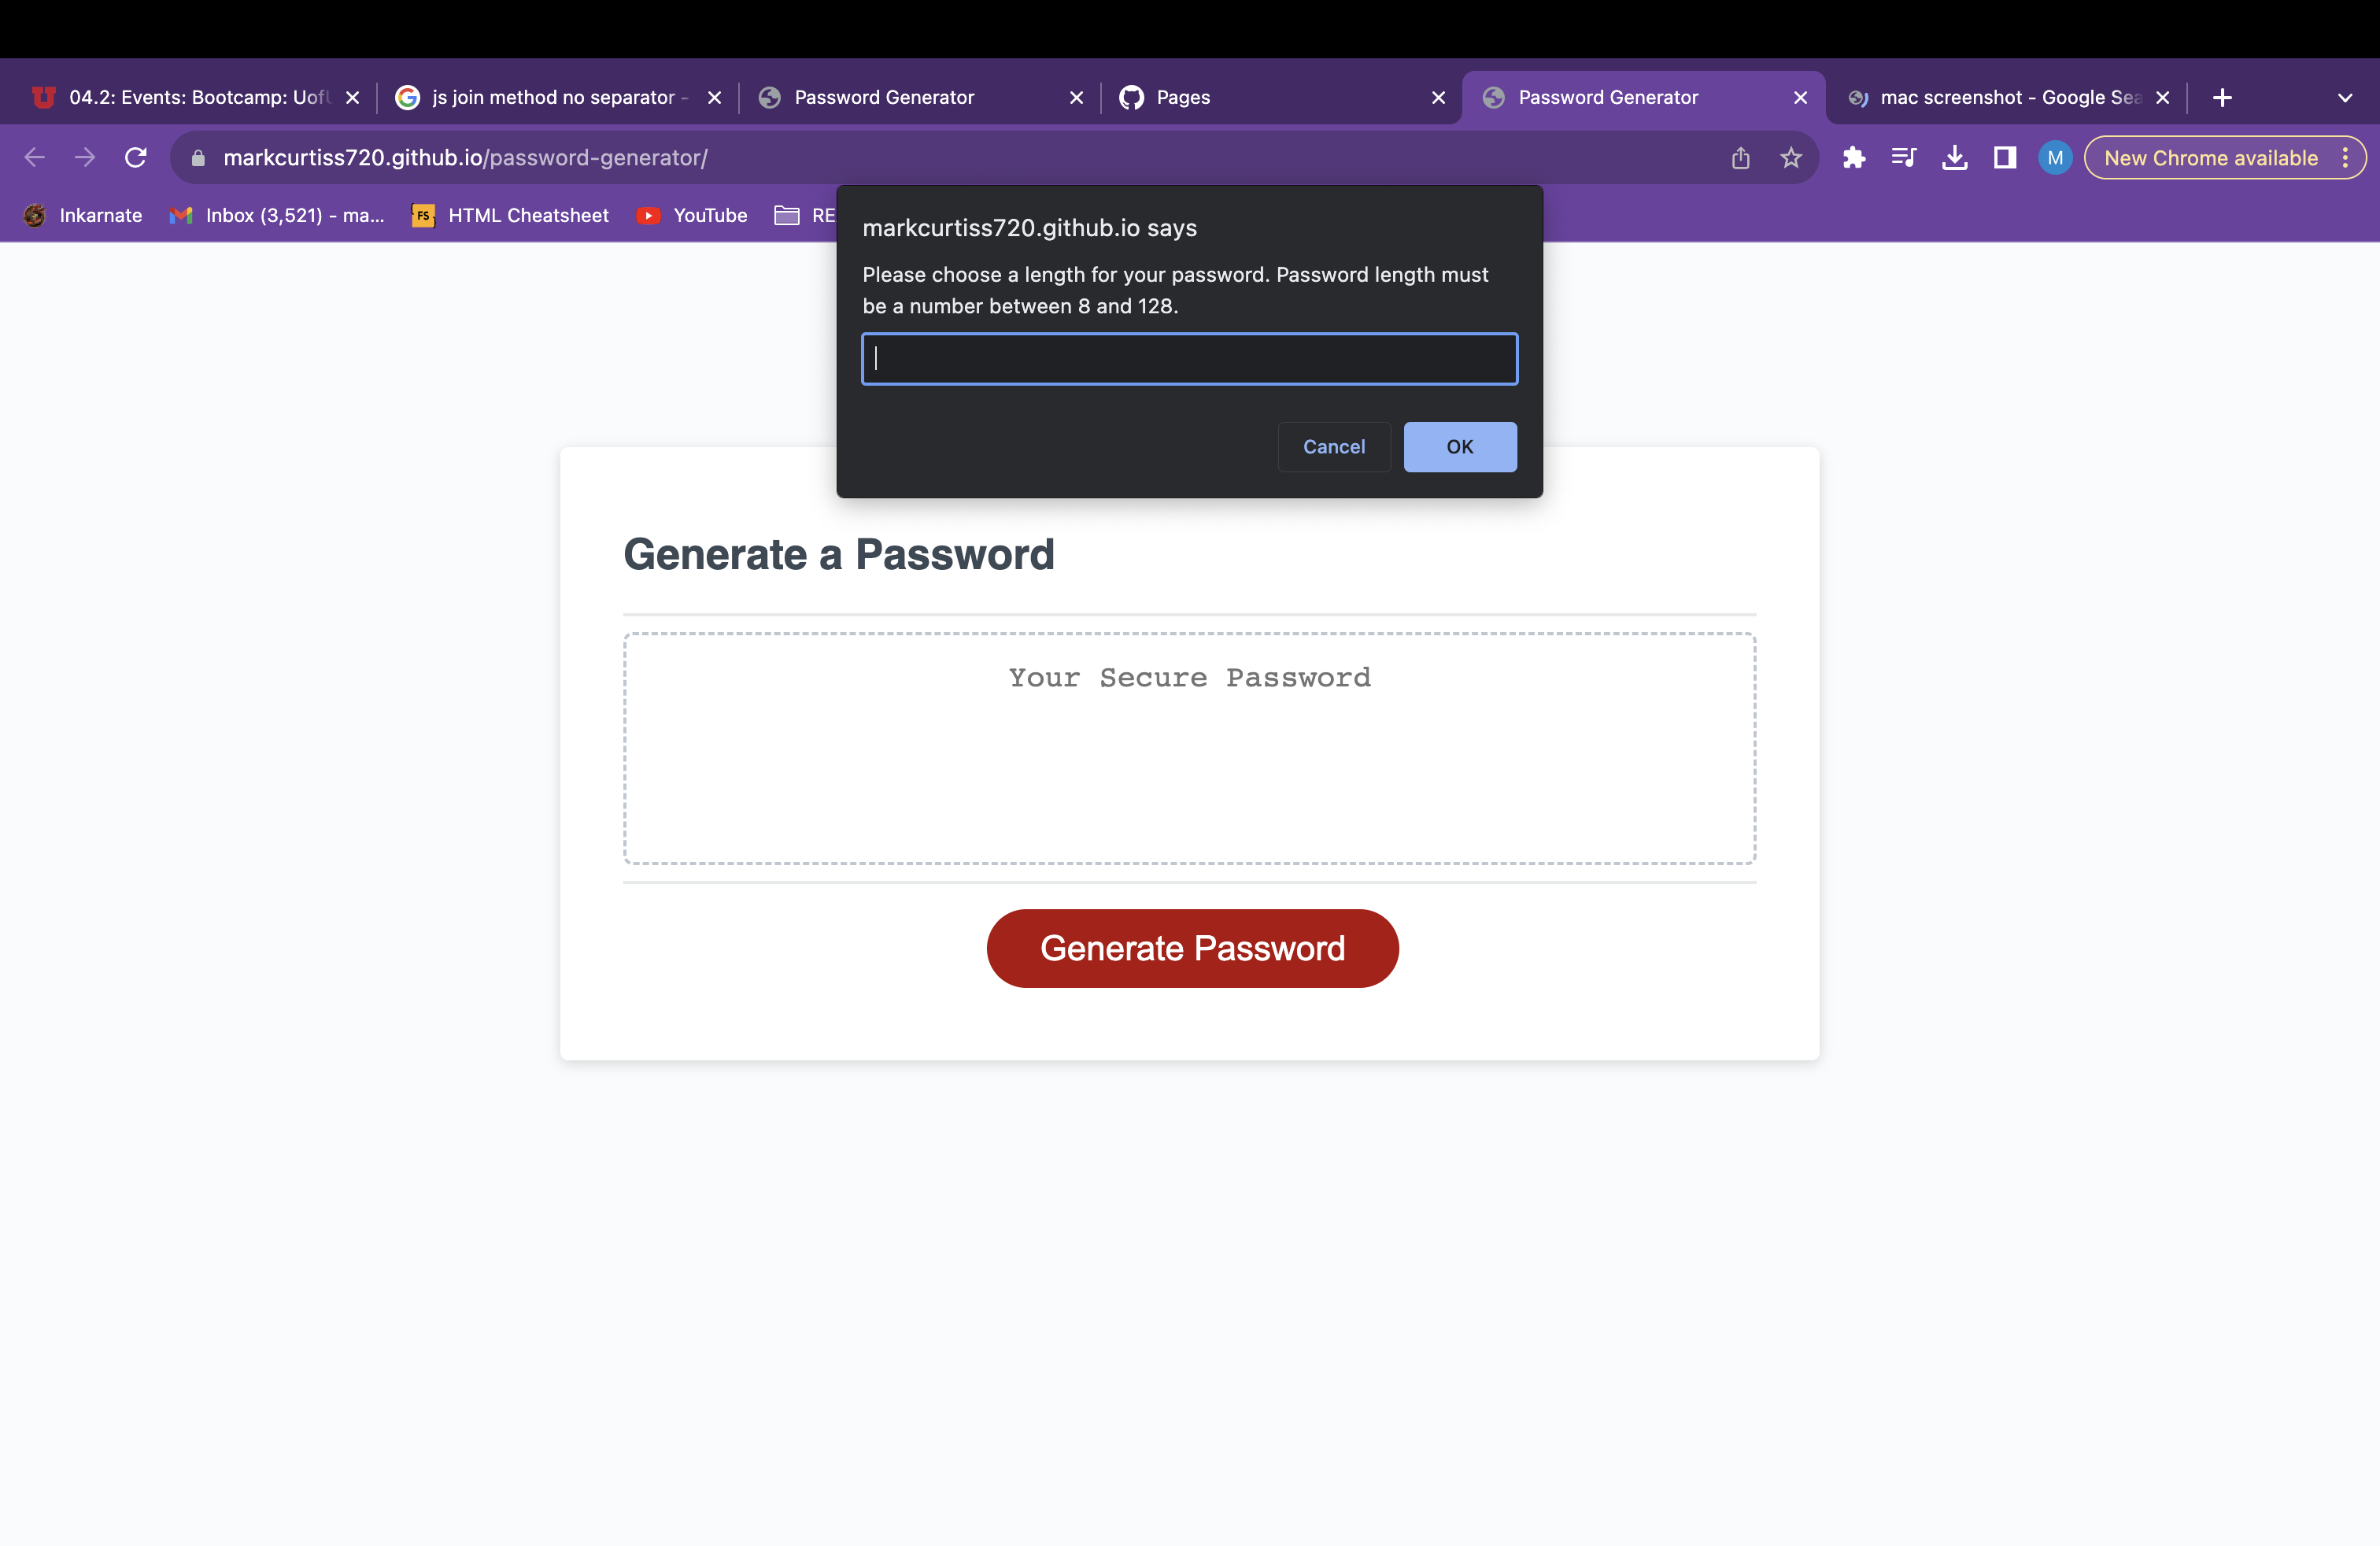 04.2: Events: Bootcamp: UofU
js join method no separator -
Password Generator
Pages
Password Generator
mac screenshot - Google Sea
markcurtiss720.github.io/password-generator/
M
New Chrome available
Inkarnate
Inbox (3,521) - ma...
FS
HTML Cheatsheet
YouTube
RE
markcurtiss720.github.io says
Please choose a length for your password. Password length must
be a number between 8 and 128.
Cancel
OK
Generate a Password
Your Secure Password
Generate Password